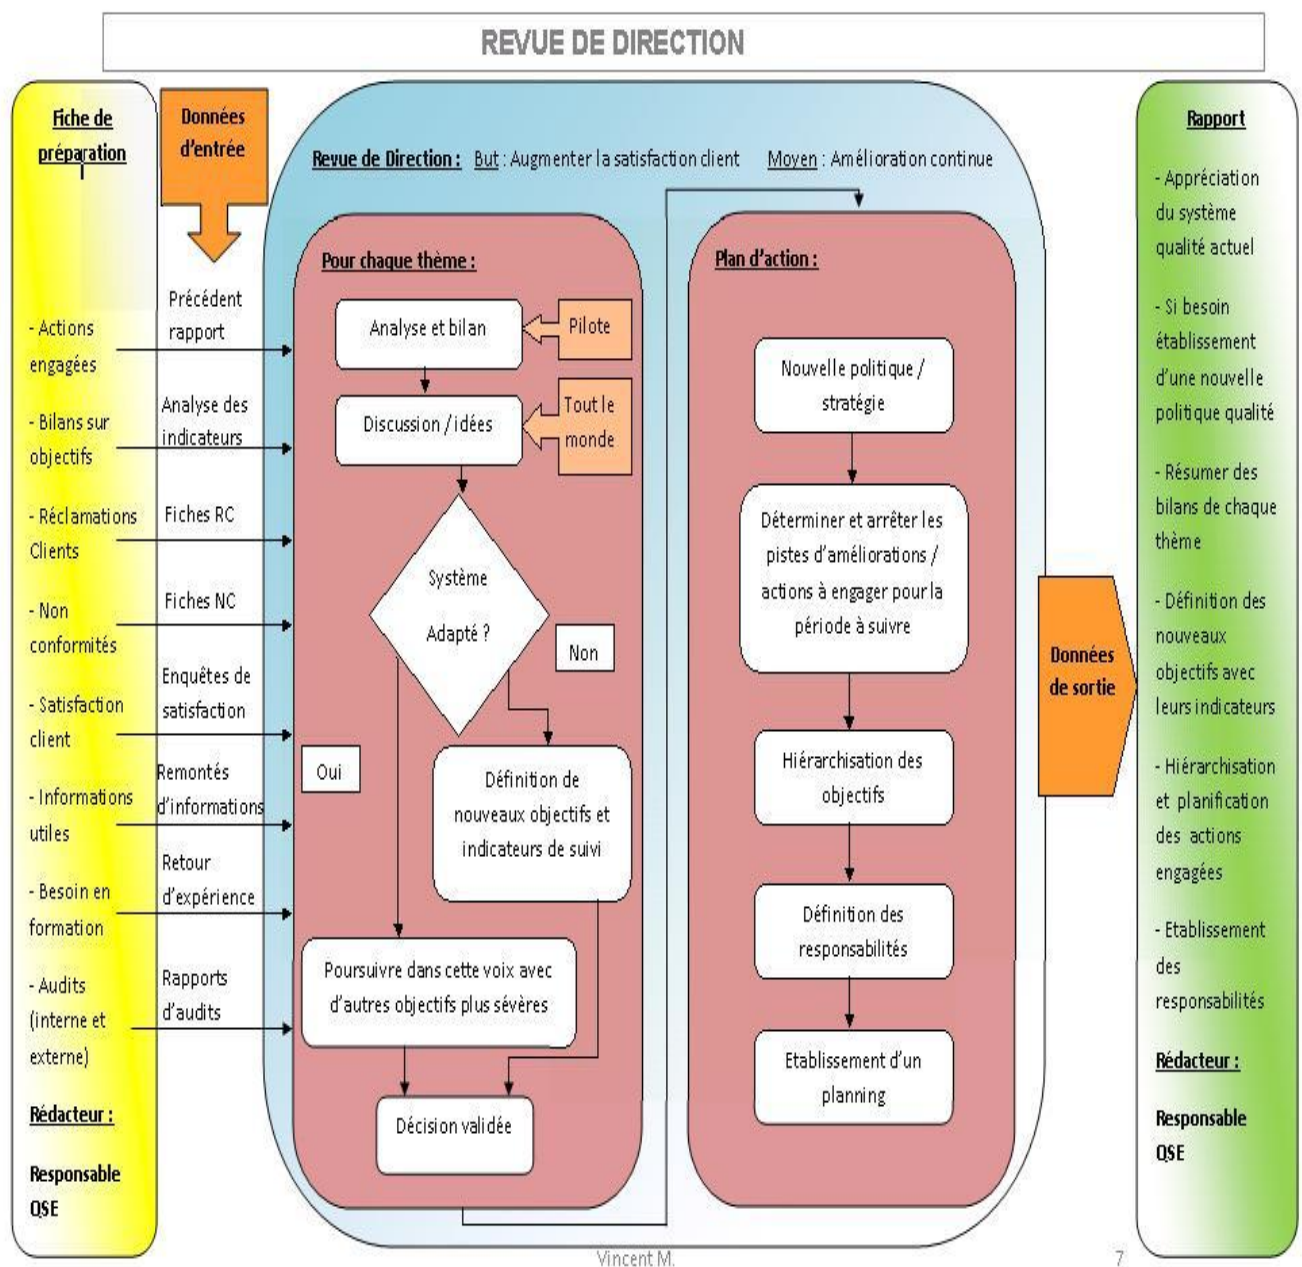 REVUE DE DIRECTION
Fiche de
préparation
- Actions
engagées
- Bilans sur
objectifs
- Réclamations
Clients
- Non
conformités
- Satisfaction
client
- Informations
utiles
- Besoin en
formation
- Audits
(interne et
externe)
Rédacteur :
Responsable
QSE
Données
d'entrée
Précédent
rapport
Analyse des
indicateurs
Fiches RC
Fiches NC
Enquêtes de
satisfaction
Remontés
d'informations
Retour
d'expérience
Rapports
d'audits
Revue de Direction : But : Augmenter la satisfaction client Moyen : Amélioration continue
Pour chaque thème :
Analyse et bilan
Pilote
Discussion / idées
Tout le
monde
Système
Adapté ?
Non
Oui
Définition de
nouveaux objectifs et
indicateurs de suivi
Poursuivre dans cette voix avec
d'autres objectifs plus sévères
Décision validée
Plan d'action :
Nouvelle politique /
stratégie
Déterminer et arrêter les
pistes d'améliorations /
actions à engager pour la
période à suivre
Hiérarchisation des
objectifs
Définition des
responsabilités
Etablissement d'un
planning
Données
de sortie
Rapport
- Appréciation
du système
qualité actuel
- Si besoin
établissement
d'une nouvelle
politique qualité
- Résumer des
bilans de chaque
thème
- Définition des
nouveaux
objectifs avec
leurs indicateurs
- Hiérarchisation
et planification
des actions
engagées
- Etablissement
des
responsabilités
Rédacteur :
Responsable
QSE
Vincent M.
7